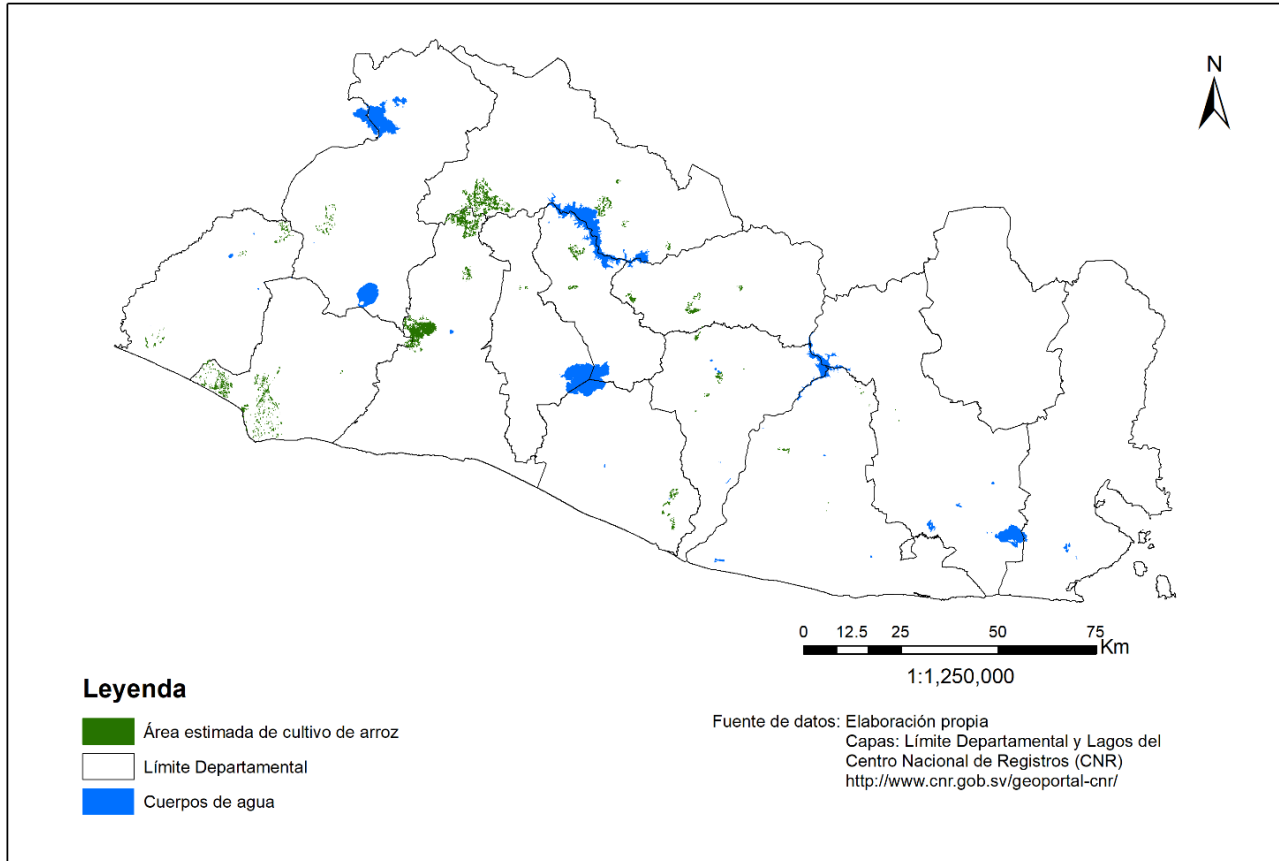 N
0 12.5 25 50 75
Km
1:1,250,000
Leyenda
Área estimada de cultivo de arroz
Límite Departamental
Cuerpos de agua
Fuente de datos: Elaboración propia
Capas: Límite Departamental y Lagos del
Centro Nacional de Registros (CNR)
http://www.cnr.gob.sv/geoportal-cnr/